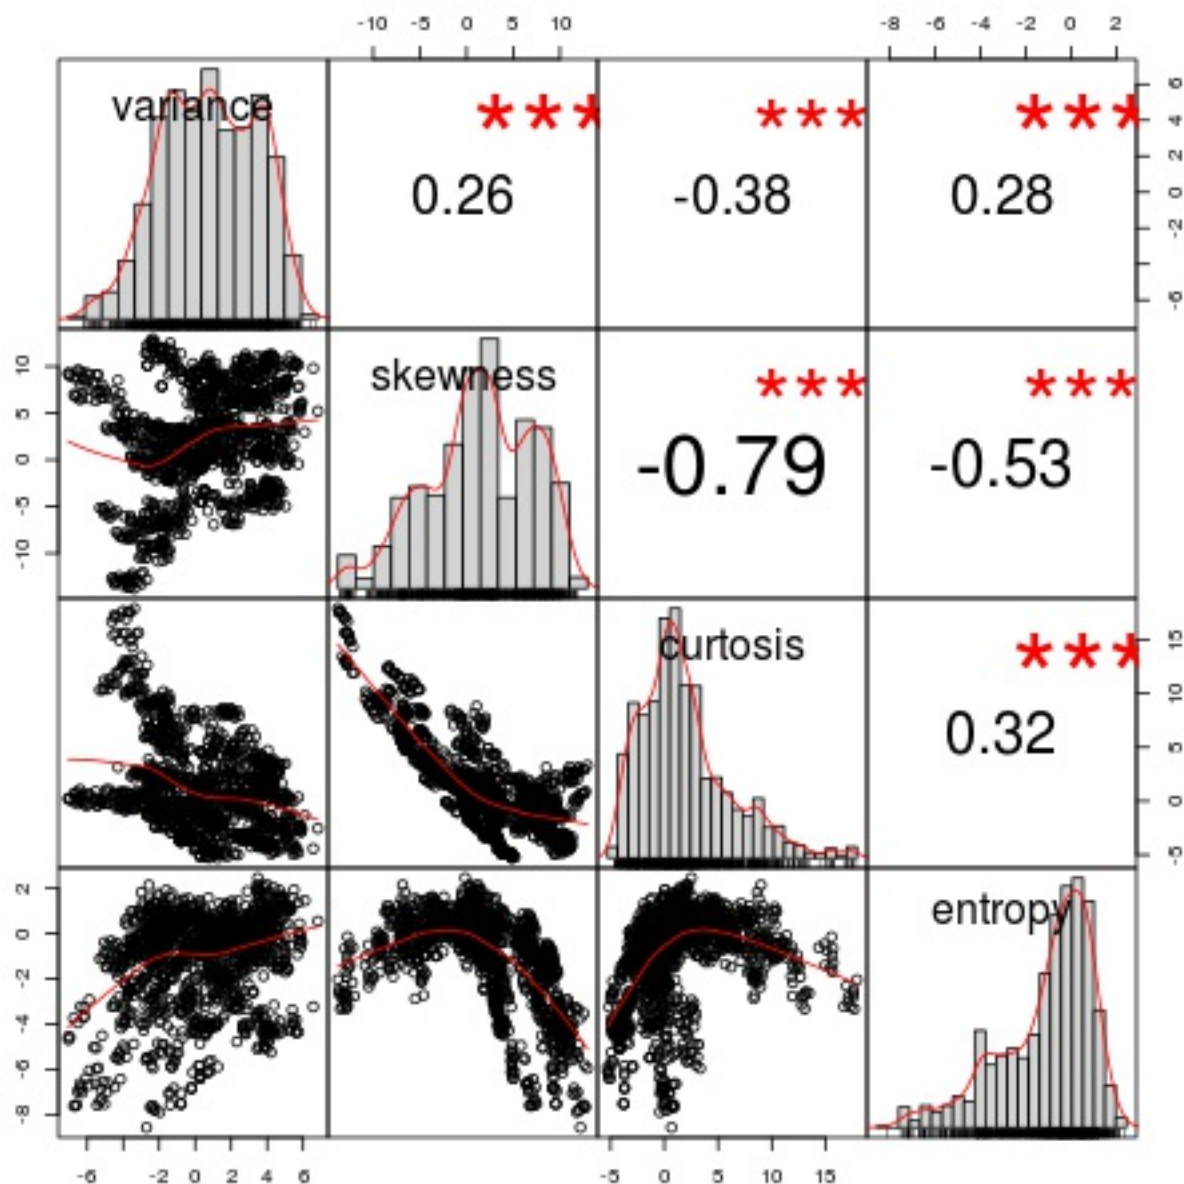 -10 -5 0 5 10 -8 -6 -4 -2 0 2
variance *** *** ***
0.26 -0.38 0.28
6 4 2 0 -2 -6
skewness *** ***
-0.79 -0.53
10 5 0 -5 -10
curtosis ***
0.32
15 10 5 0 -5
entropy
2 0 -2 -4 -6 -8
-6 -2 0 2 4 6 -5 0 5 10 15